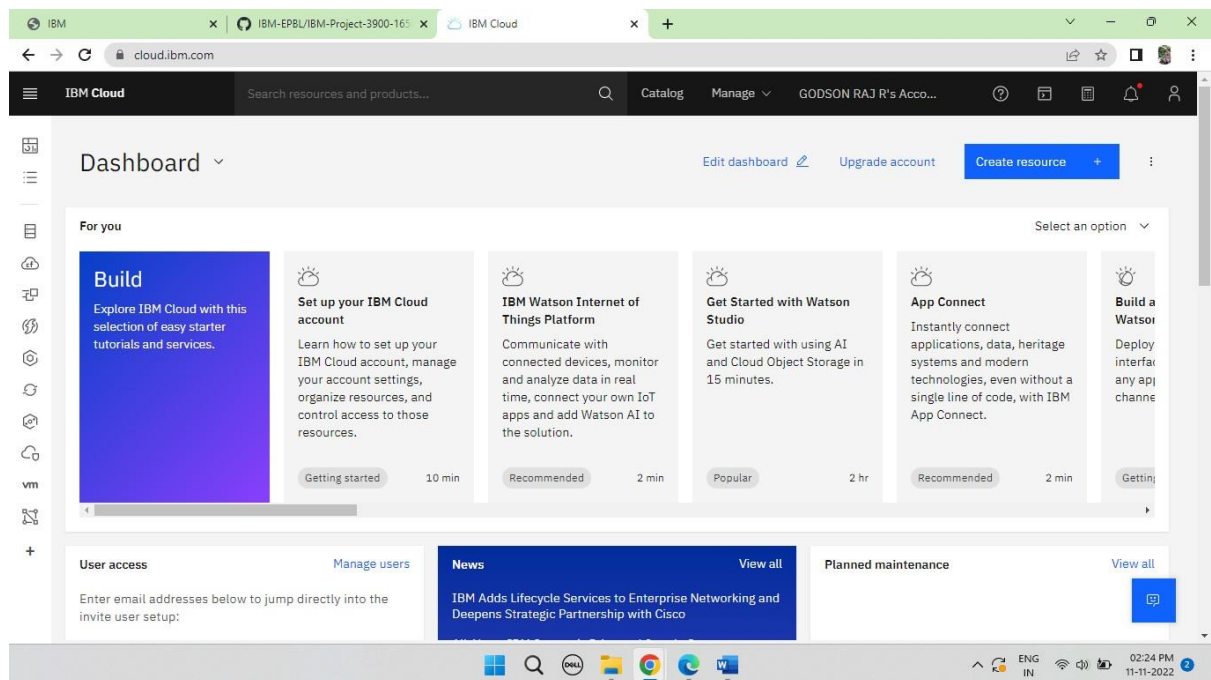 IBM
IBM-EPBL/IBM-Project-3900-165
IBM Cloud
cloud.ibm.com
IBM Cloud
Search resources and products...
Catalog
Manage
GODSON RAJ R's Acco...
Dashboard
Edit dashboard
Upgrade account
Create resource +
For you
Select an option
Build
Explore IBM Cloud with this
selection of easy starter
tutorials and services.
Set up your IBM Cloud
account
Learn how to set up your
IBM Cloud account, manage
your account settings,
organize resources, and
control access to those
resources.
Getting started
10 min
IBM Watson Internet of
Things Platform
Communicate with
connected devices, monitor
and analyze data in real
time, connect your own IoT
apps and add Watson AI to
the solution.
Recommended
2 min
Get Started with Watson
Studio
Get started with using AI
and Cloud Object Storage in
15 minutes.
Popular
2 hr
App Connect
Instantly connect
applications, data, heritage
systems and modern
technologies, even without a
single line of code, with IBM
App Connect.
Recommended
2 min
Build a
Watson
Deploy
interfac
any app
channe
Getting
vm
User access
Manage users
Enter email addresses below to jump directly into the
invite user setup:
News
View all
IBM Adds Lifecycle Services to Enterprise Networking and
Deepens Strategic Partnership with Cisco
Planned maintenance
View all
DELL
ENG
IN
02:24 PM
11-11-2022
2